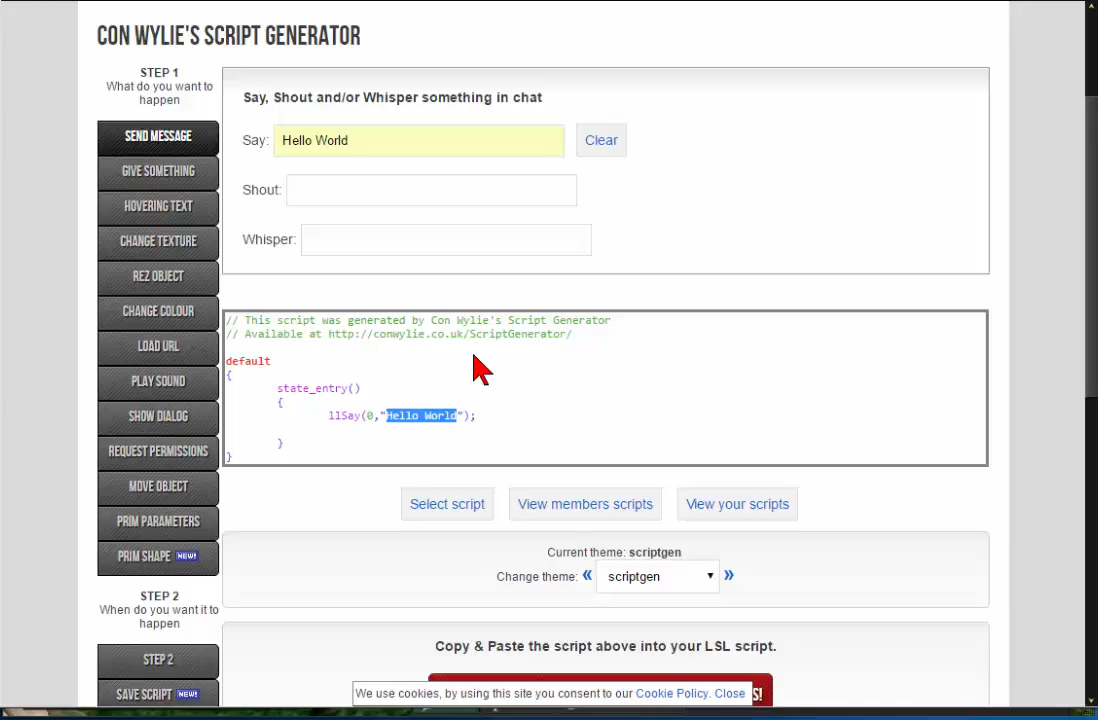 CON WYLIE'S SCRIPT GENERATOR
STEP 1
What do you want to
happen
SEND MESSAGE
GIVE SOMETHING
HOVERING TEXT
CHANGE TEXTURE
REZ OBJECT
CHANGE COLOUR
LOAD URL
PLAY SOUND
SHOW DIALOG
REQUEST PERMISSIONS
MOVE OBJECT
PRIM PARAMETERS
PRIM SHAPE NEW!
STEP 2
When do you want it to
happen
STEP 2
SAVE SCRIPT NEW!
Say, Shout and/or Whisper something in chat
Say: Hello World Clear
Shout:
Whisper:
// This script was generated by Con Wylie's Script Generator
// Available at http://conwylie.co.uk/ScriptGenerator/
default
{
state_entry()
{
llSay(0,"Hello World");
}
}
Select script View members scripts View your scripts
Current theme: scriptgen
Change theme: « scriptgen »
Copy & Paste the script above into your LSL script.
We use cookies, by using this site you consent to our Cookie Policy. Close